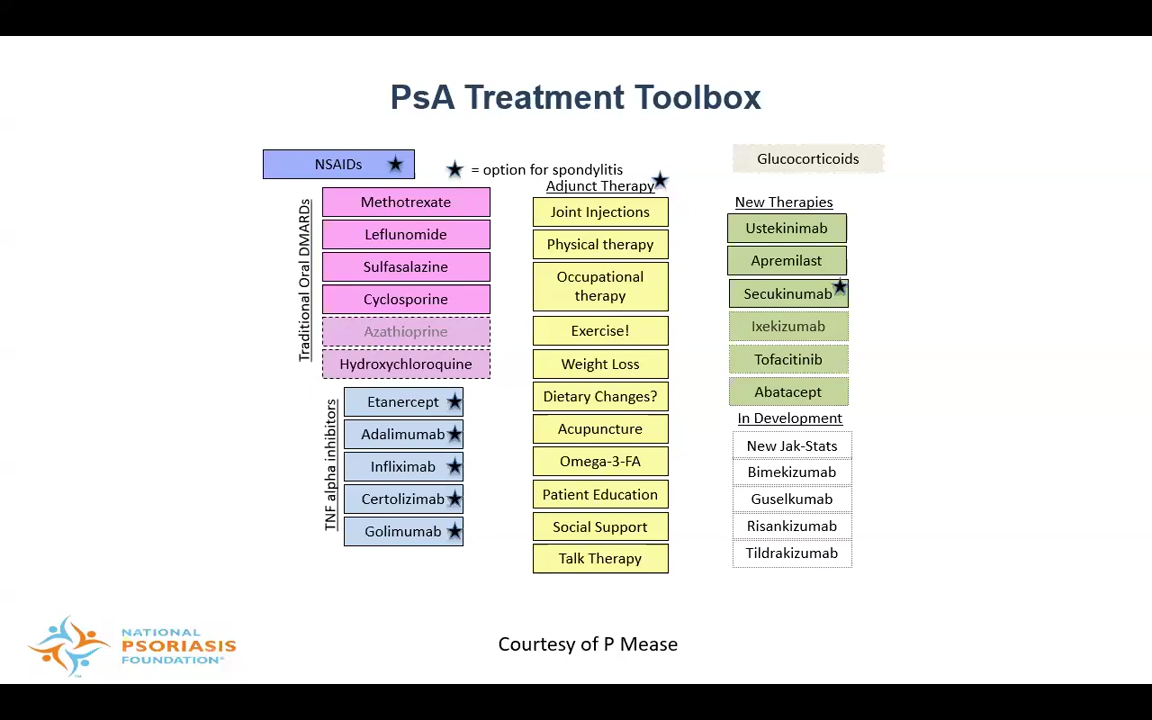 PsA Treatment Toolbox
NSAIDs
= option for spondylitis
Glucocorticoids
Traditional Oral DMARDs
Methotrexate
Leflunomide
Sulfasalazine
Cyclosporine
Azathioprine
Hydroxychloroquine
TNF alpha inhibitors
Etanercept
Adalimumab
Infliximab
Certolizimab
Golimumab
Adjunct Therapy
Joint Injections
Physical therapy
Occupational
therapy
Exercise!
Weight Loss
Dietary Changes?
Acupuncture
Omega-3-FA
Patient Education
Social Support
Talk Therapy
New Therapies
Ustekinimab
Apremilast
Secukinumab
Ixekizumab
Tofacitinib
Abatacept
In Development
New Jak-Stats
Bimekizumab
Guselkumab
Risankizumab
Tildrakizumab
NATIONAL
PSORIASIS
FOUNDATION
Courtesy of P Mease